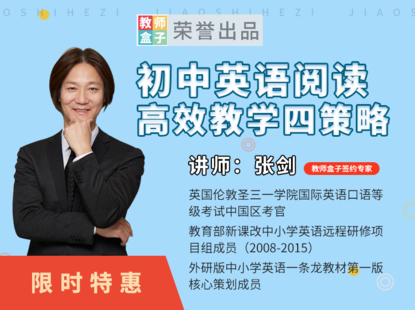 JIAOSHIHEZI
JIAOS
教师
盒子
荣誉出品
初中英语阅读
高效教学四策略
讲师：张剑
教师盒子签约专家
英国伦敦圣三一学院国际英语口语等
级考试中国区考官
教育部新课改中小学英语远程研修项
目组成员（2008-2015）
外研版中小学英语一条龙教材第一版
核心策划成员
限时特惠